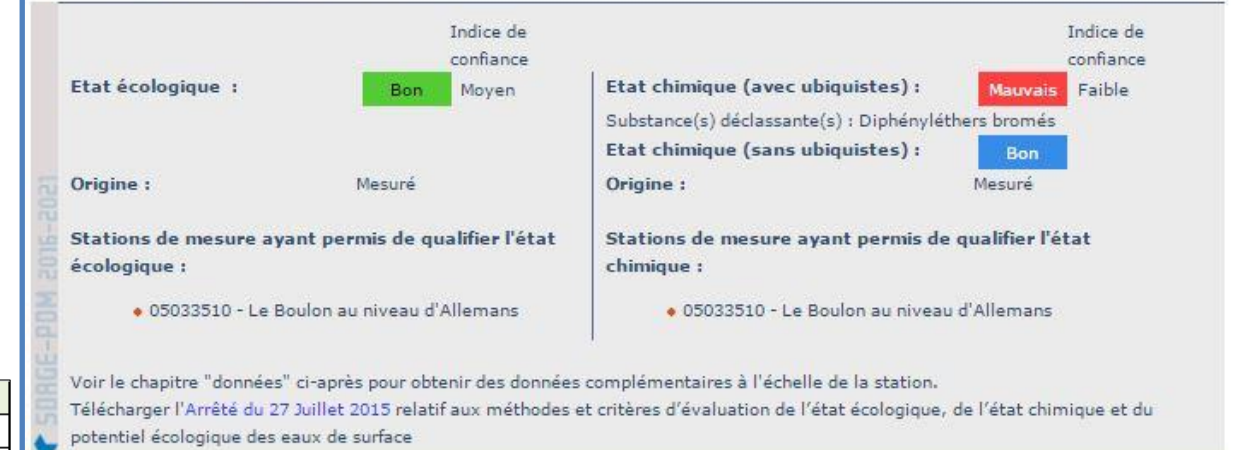 Indice de
confiance
Etat écologique : Bon Moyen
Indice de
confiance
Etat chimique (avec ubiquistes) : Mauvais Faible
Substance(s) déclassante(s) : Diphényléthers bromés
Etat chimique (sans ubiquistes) : Bon
Origine : Mesuré
Origine : Mesuré
Stations de mesure ayant permis de qualifier l'état
écologique :
05033510 - Le Boulon au niveau d'Allemans
Stations de mesure ayant permis de qualifier l'état
chimique :
05033510 - Le Boulon au niveau d'Allemans
Voir le chapitre "données" ci-après pour obtenir des données complémentaires à l'échelle de la station.
Télécharger l'Arrêté du 27 Juillet 2015 relatif aux méthodes et critères d’évaluation de l’état écologique, de l’état chimique et du
potentiel écologique des eaux de surface
SDAGE-PDM 2016-2021